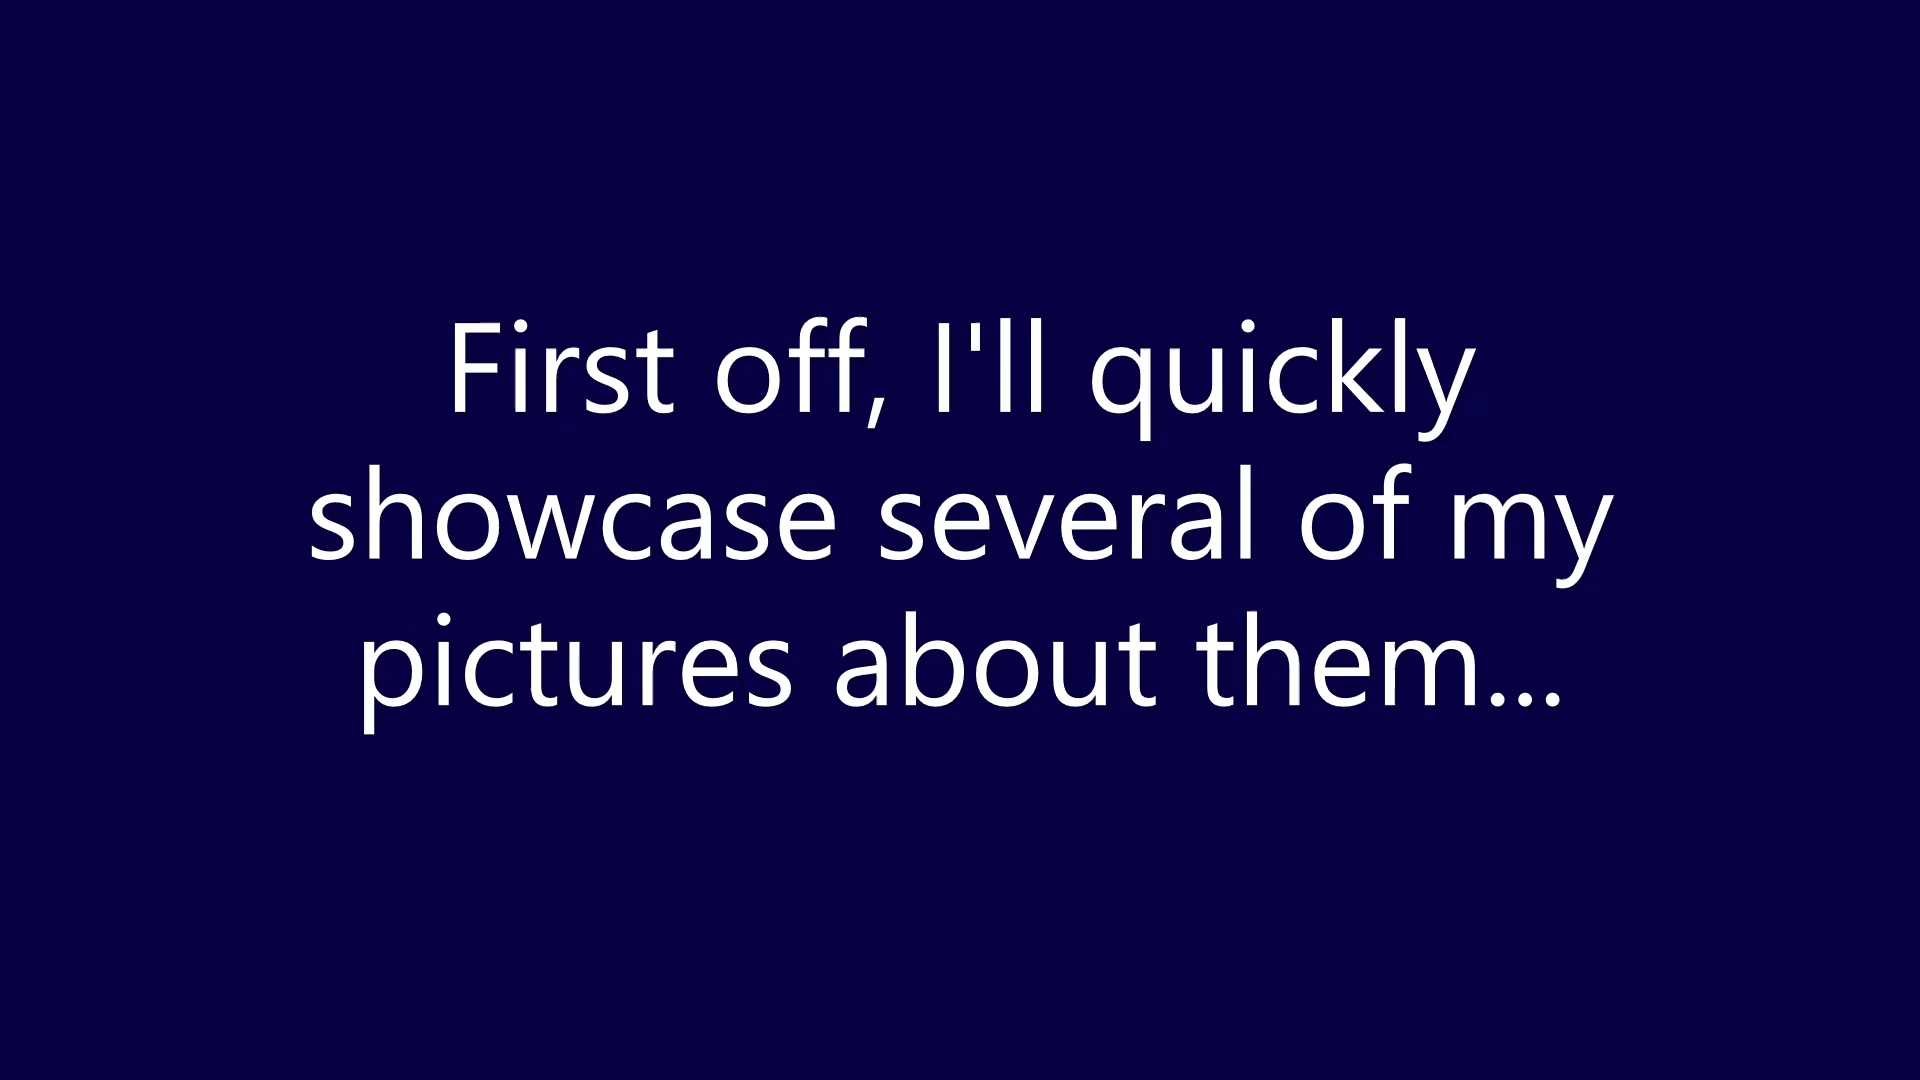 First off, I'll quickly
showcase several of my
pictures about them...